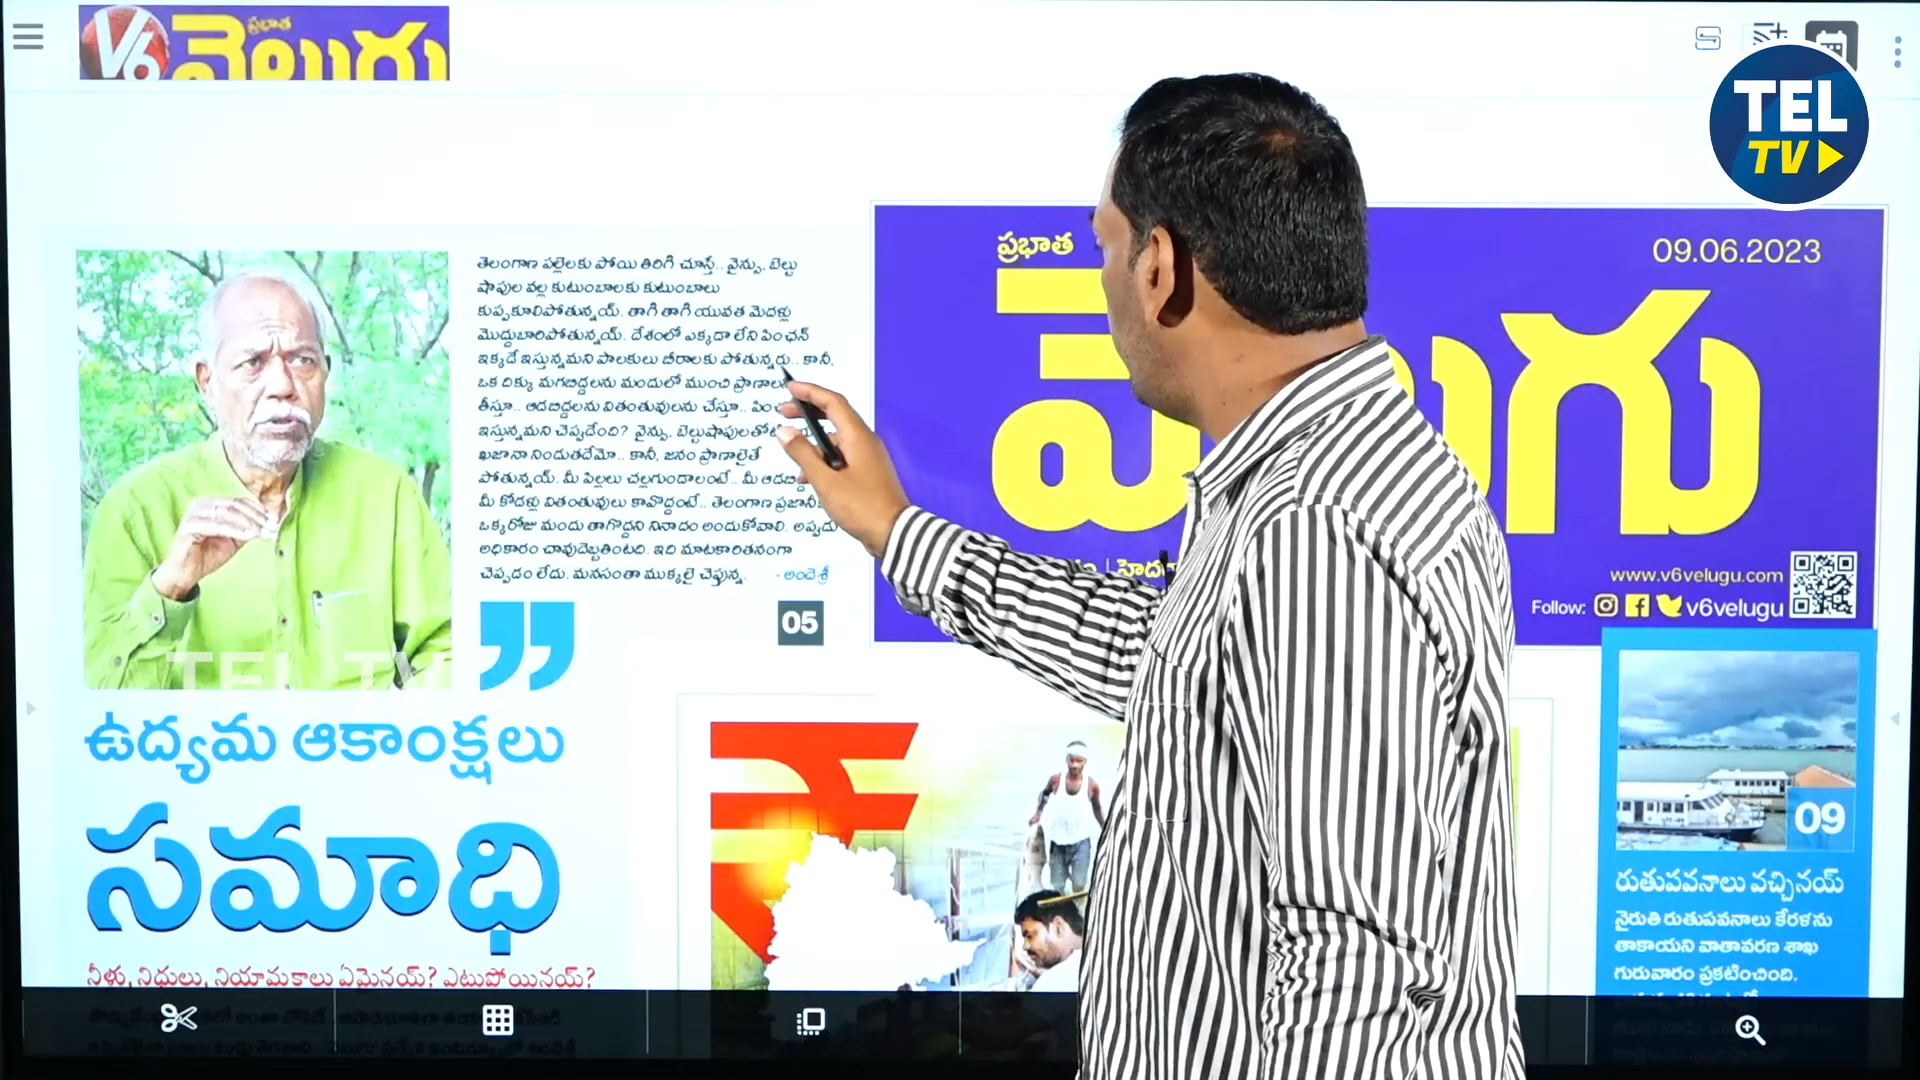 V6
ప్రభాత
వెలుగు
TEL
TV
తెలంగాణ పల్లెలకు పోయి తిరిగి చూస్తే.. వైన్సు, బెల్టు
షాపుల వల్ల కుటుంబాలకు కుటుంబాలు
కుప్పకూలిపోతున్నయ్. తాగి తాగి యువత మెదళ్లు
మొద్దుబారిపోతున్నయ్. దేశంలో ఎక్కడా లేని పింఛన్
ఇక్కడే ఇస్తున్నమని పాలకులు బీరాలకు పోతున్నరు.. కానీ,
ఒక దిక్కు మగబిడ్డలను మందులో ముంచి
తీస్తూ.. ఆడబిడ్డలను వితంతువులను చేస్తూ..
ఇస్తున్నమని చెప్పుడేంది? వైన్సు, బెల్టుషాపులతోటి
ఖజానా నిండుతదేమో.. కానీ, జనం ప్రాణాలైతే
పోతున్నయ్. మీ పిల్లలు చల్లగుండాలంటే.. మీ
మీ కోడళ్లు వితంతువులు కావొద్దంటే.. తెలంగాణ
ఒక్కరోజు మందు తాగొద్దని నినాదం అందుకోవాలి. అప్పుడు
అధికారం చావుదెబ్బతింటది. ఇది మాటకారితనంగా
చెప్పడం లేదు. మనసంతా ముక్కలై చెప్తున్న.
- అందెశ్రీ
05
ఉద్యమ ఆకాంక్షలు
సమాధి
నీళ్లు, నిధులు, నియామకాలు ఏమైనయ్? ఎటుపోయినయ్?
ప్రభాత
09.06.2023
www.v6velugu.com
Follow: v6velugu
09
రుతుపవనాలు వచ్చినయ్
నైరుతి రుతుపవనాలు కేరళను
తాకాయని వాతావరణ శాఖ
గురువారం ప్రకటించింది.
TEL TV